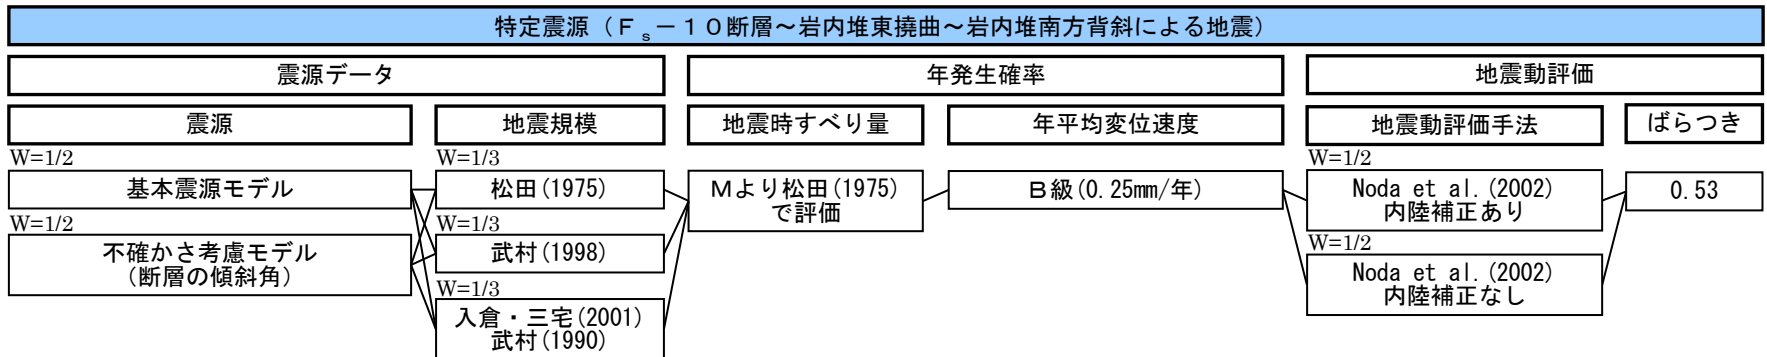 特定震源（Ｆｓ－１０断層～岩内堆東撓曲～岩内堆南方背斜による地震）
震源データ
年発生確率
地震動評価
震源
地震規模
地震時すべり量
年平均変位速度
地震動評価手法
ばらつき
W=1/2
基本震源モデル
W=1/2
不確かさ考慮モデル
（断層の傾斜角）
W=1/3
松田(1975)
W=1/3
武村(1998)
W=1/3
入倉・三宅(2001)
武村(1990)
Ｍより松田(1975)
で評価
Ｂ級(0.25mm/年)
W=1/2
Noda et al.(2002)
内陸補正あり
W=1/2
Noda et al.(2002)
内陸補正なし
0.53